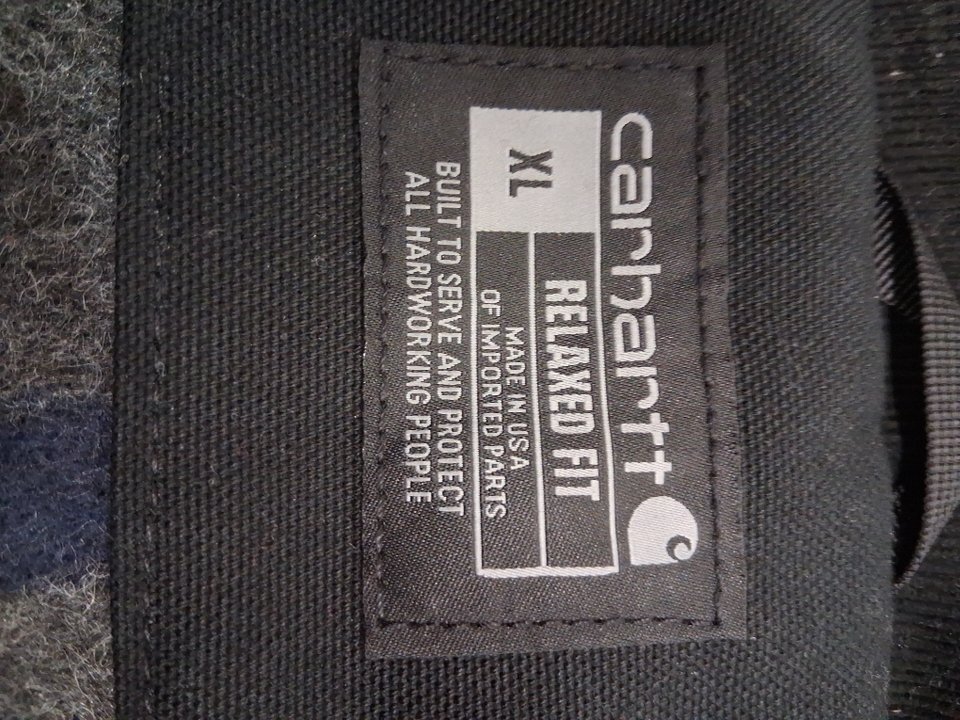 carhartt
XL
RELAXED FIT
MADE IN USA
OF IMPORTED PARTS
BUILT TO SERVE AND PROTECT
ALL HARDWORKING PEOPLE